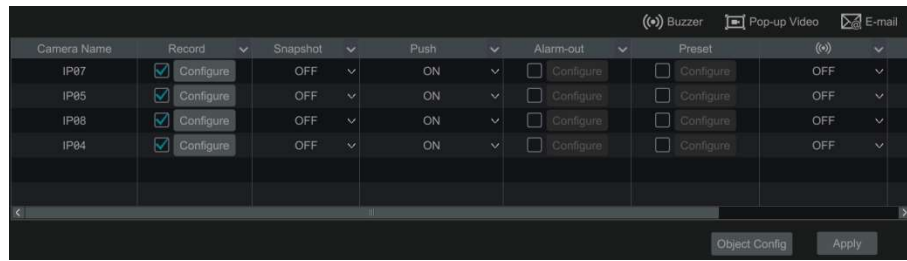 Buzzer Pop-up Video E-mail
Camera Name Record Snapshot Push Alarm-out Preset
IP07 Configure OFF ON Configure Configure OFF
IP05 Configure OFF ON Configure Configure OFF
IP08 Configure OFF ON Configure Configure OFF
IP04 Configure OFF ON Configure Configure OFF
Object Config Apply